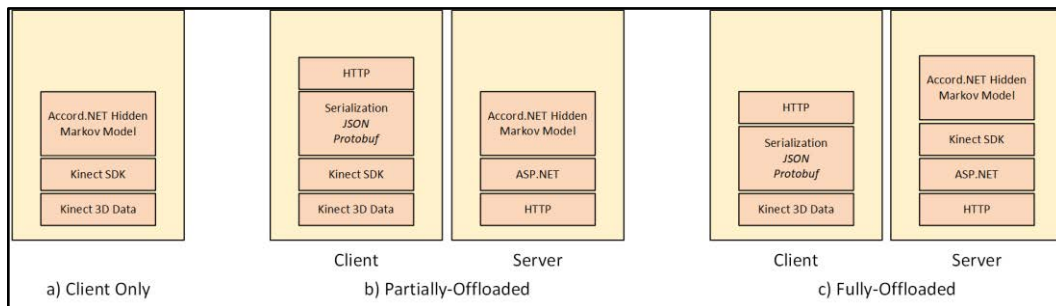 Accord.NET Hidden
Markov Model
Kinect SDK
Kinect 3D Data
a) Client Only
HTTP
Serialization
JSON
Protobuf
Kinect SDK
Kinect 3D Data
Client
Accord.NET Hidden
Markov Model
ASP.NET
HTTP
Server
b) Partially-Offloaded
HTTP
Serialization
JSON
Protobuf
Kinect 3D Data
Client
Accord.NET Hidden
Markov Model
Kinect SDK
ASP.NET
HTTP
Server
c) Fully-Offloaded